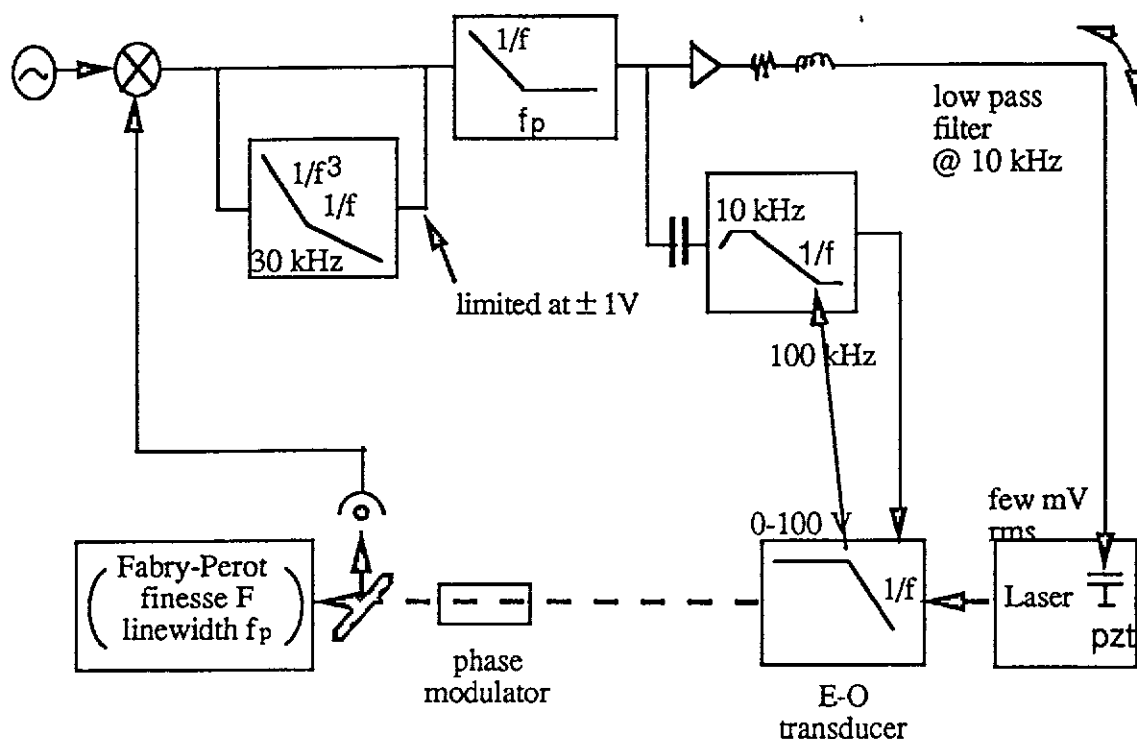 1/f
fp
low pass
filter
@ 10 kHz
1/f³
1/f
30 kHz
limited at ± 1V
10 kHz
1/f
100 kHz
few mV
rms
0-100 V
Fabry-Perot
finesse F
linewidth fp
1/f
Laser
pzt
phase
modulator
E-O
transducer